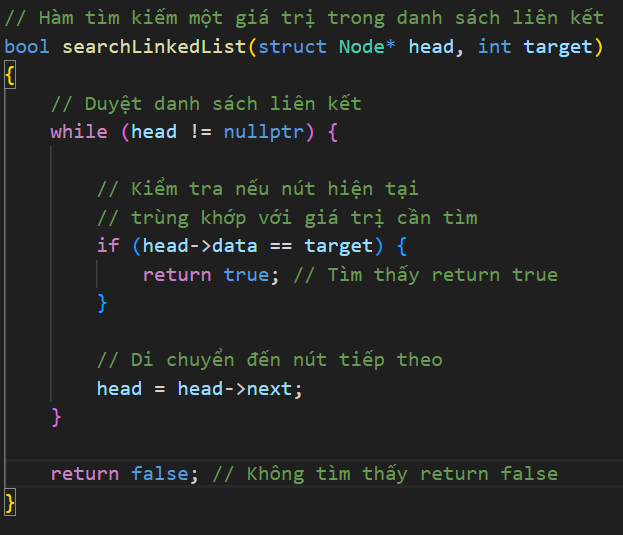 // Hàm tìm kiếm một giá trị trong danh sách liên kết
bool searchLinkedList(struct Node* head, int target)
{
    // Duyệt danh sách liên kết
    while (head != nullptr) {
        // Kiểm tra nếu nút hiện tại
        // trùng khớp với giá trị cần tìm
        if (head->data == target) {
            return true; // Tìm thấy return true
        }
        // Di chuyển đến nút tiếp theo
        head = head->next;
    }
    return false; // Không tìm thấy return false
}